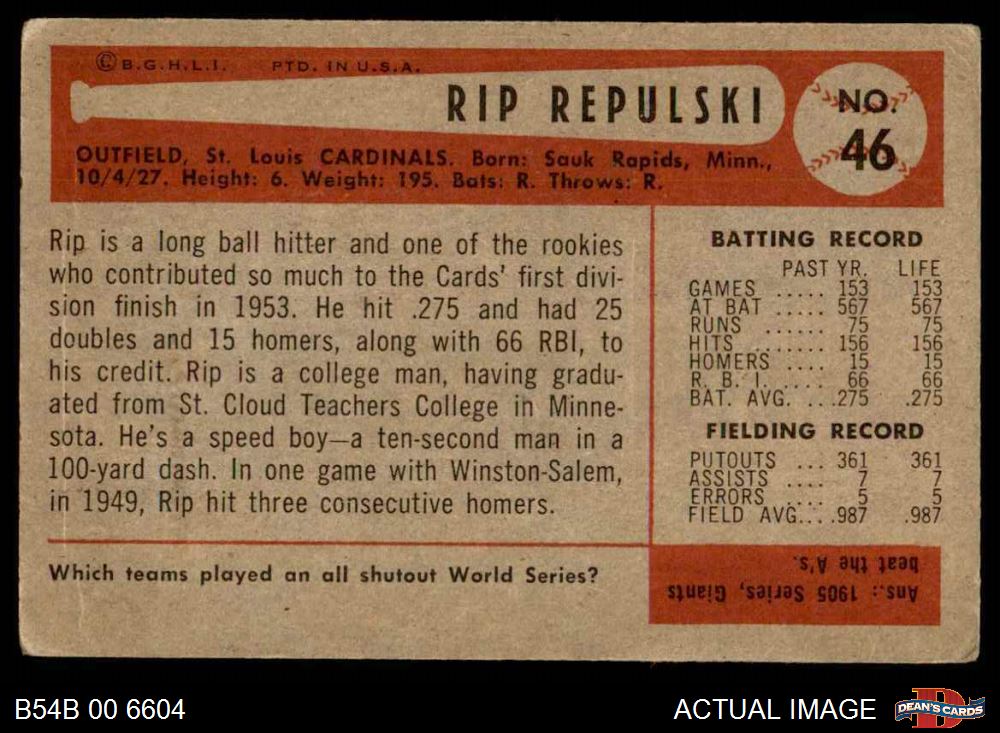 © B.G.H.L.I. PTD. IN U.S.A.
RIP REPULSKI
NO.
46
OUTFIELD, St. Louis CARDINALS. Born: Sauk Rapids, Minn.,
10/4/27. Height: 6. Weight: 195. Bats: R. Throws: R.
Rip is a long ball hitter and one of the rookies
who contributed so much to the Cards' first divi-
sion finish in 1953. He hit .275 and had 25
doubles and 15 homers, along with 66 RBI, to
his credit. Rip is a college man, having gradu-
ated from St. Cloud Teachers College in Minne-
sota. He's a speed boy—a ten-second man in a
100-yard dash. In one game with Winston-Salem,
in 1949, Rip hit three consecutive homers.
Which teams played an all shutout World Series?
BATTING RECORD
PAST YR. LIFE
GAMES ..... 153 153
AT BAT ..... 567 567
RUNS ...... 75 75
HITS ........ 156 156
HOMERS .... 15 15
R. B. I. .... 66 66
BAT. AVG. ...275 .275
FIELDING RECORD
PUTOUTS ... 361 361
ASSISTS .... 7 7
ERRORS .... 5 5
FIELD AVG....987 .987
Ans.: 1905 Series, Giants
beat the A's.
B54B 00 6604
ACTUAL IMAGE
D
DEAN'S CARDS